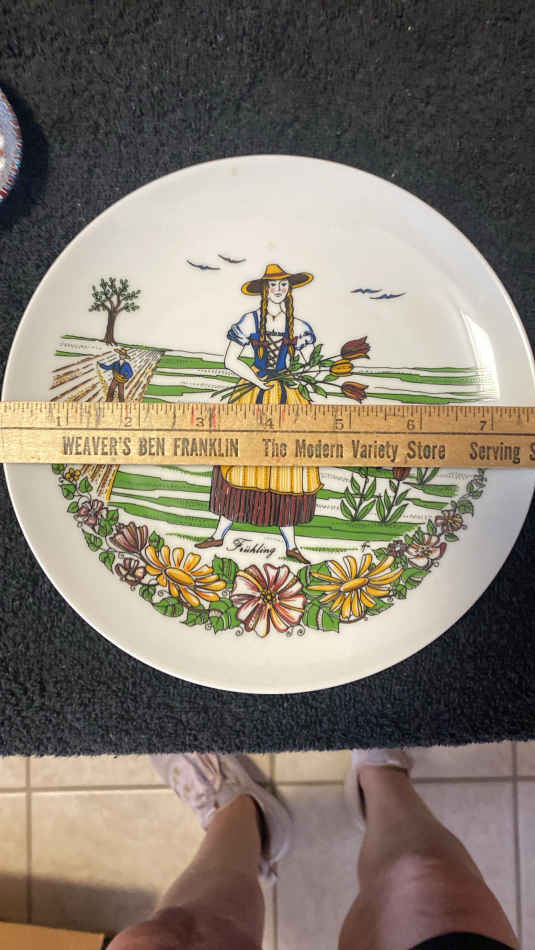 1 2 3 4 5 6 7
WEAVER'S BEN FRANKLIN The Modern Variety Store Serving S
Frühling